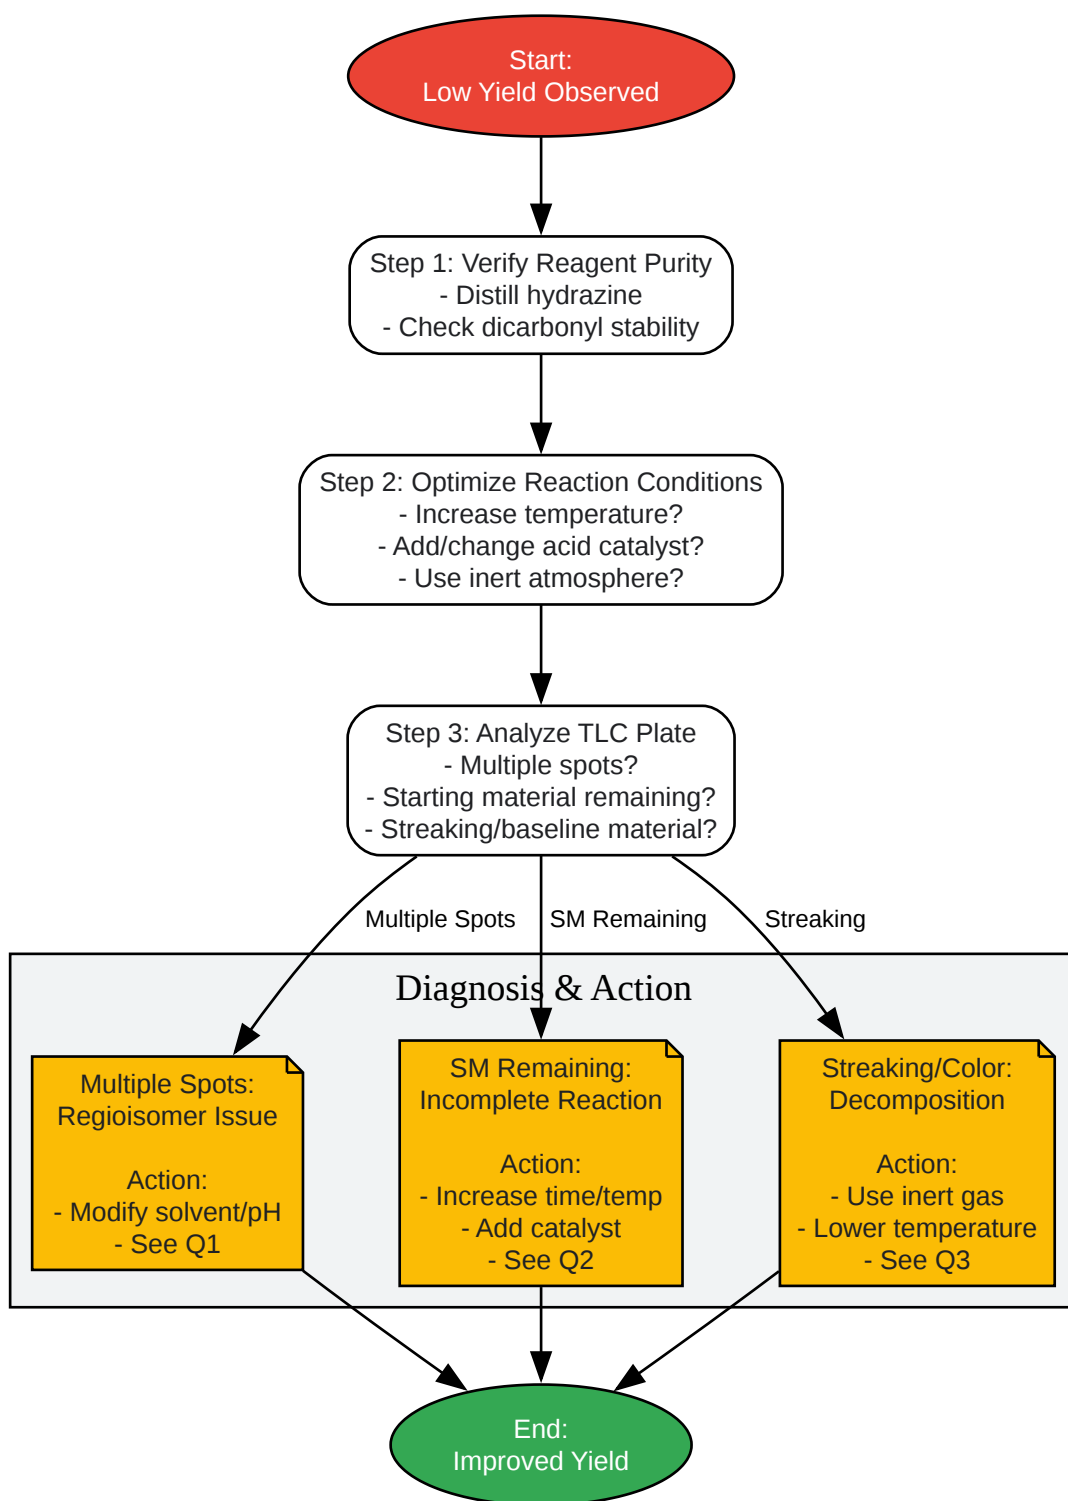 Start:
Low Yield Observed
Step 1: Verify Reagent Purity
- Distill hydrazine
- Check dicarbonyl stability
Step 2: Optimize Reaction Conditions
- Increase temperature?
- Add/change acid catalyst?
- Use inert atmosphere?
Step 3: Analyze TLC Plate
- Multiple spots?
- Starting material remaining?
- Streaking/baseline material?
Multiple Spots
SM Remaining
Streaking
Diagnosis & Action
Multiple Spots:
Regioisomer Issue
Action:
- Modify solvent/pH
- See Q1
SM Remaining:
Incomplete Reaction
Action:
- Increase time/temp
- Add catalyst
- See Q2
Streaking/Color:
Decomposition
Action:
- Use inert gas
- Lower temperature
- See Q3
End:
Improved Yield